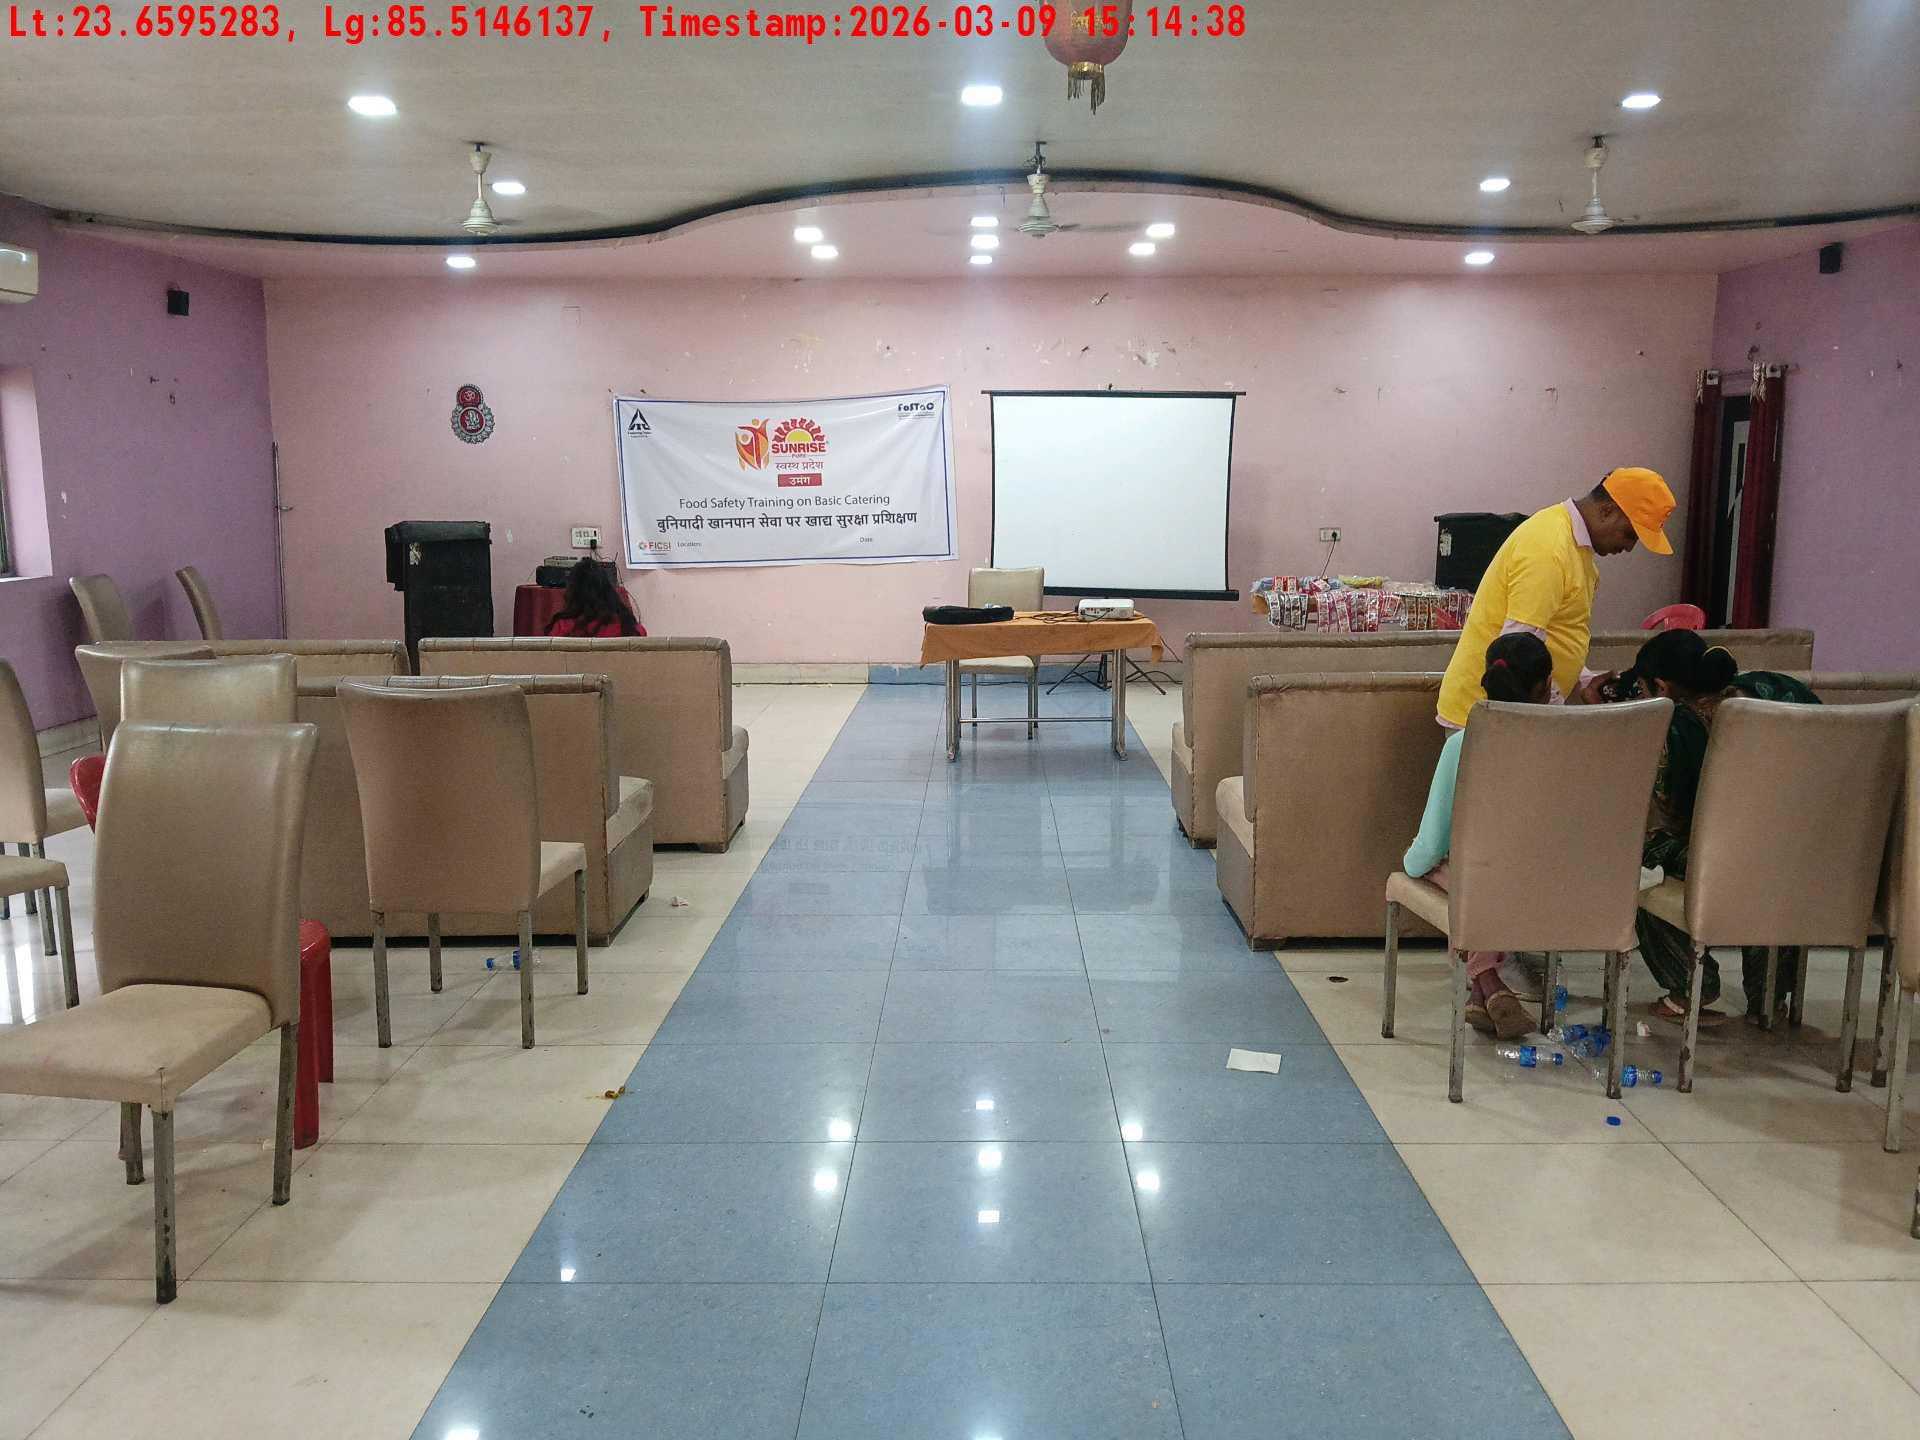 Lt:23.6595283, Lg:85.5146137, Timestamp:2026-03-09 15:14:38
FoSTaC
SUNRISE
PURE
स्वस्थ प्रदेश
उमंग
Food Safety Training on Basic Catering
बुनियादी खानपान सेवा पर खाद्य सुरक्षा प्रशिक्षण
FICSI
Location:
Date: